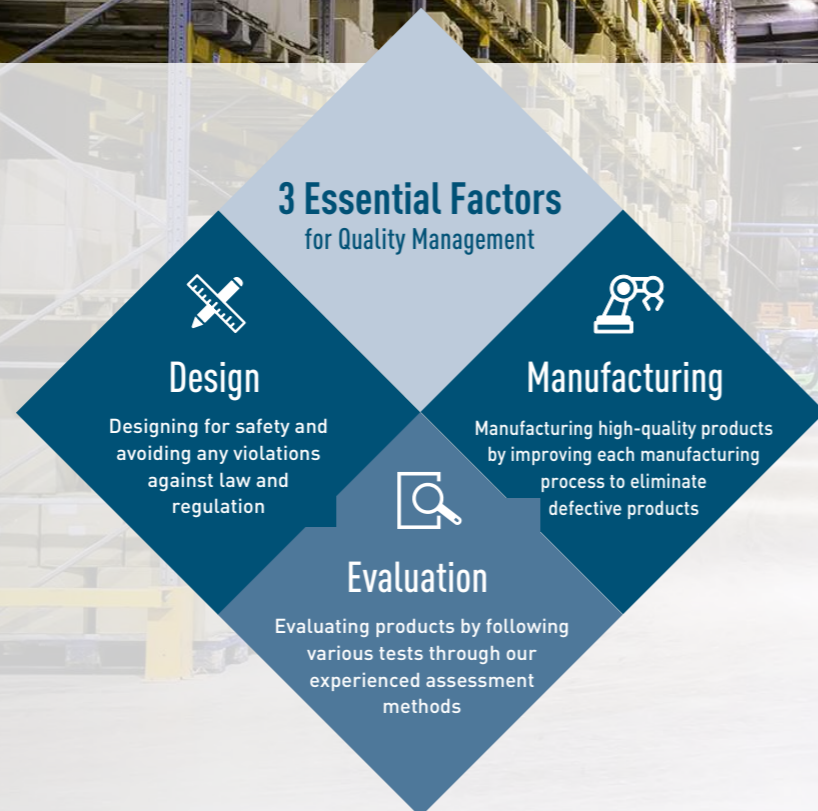 3 Essential Factors
for Quality Management
Design
Designing for safety and
avoiding any violations
against law and
regulation
Manufacturing
Manufacturing high-quality products
by improving each manufacturing
process to eliminate
defective products
Evaluation
Evaluating products by following
various tests through our
experienced assessment
methods